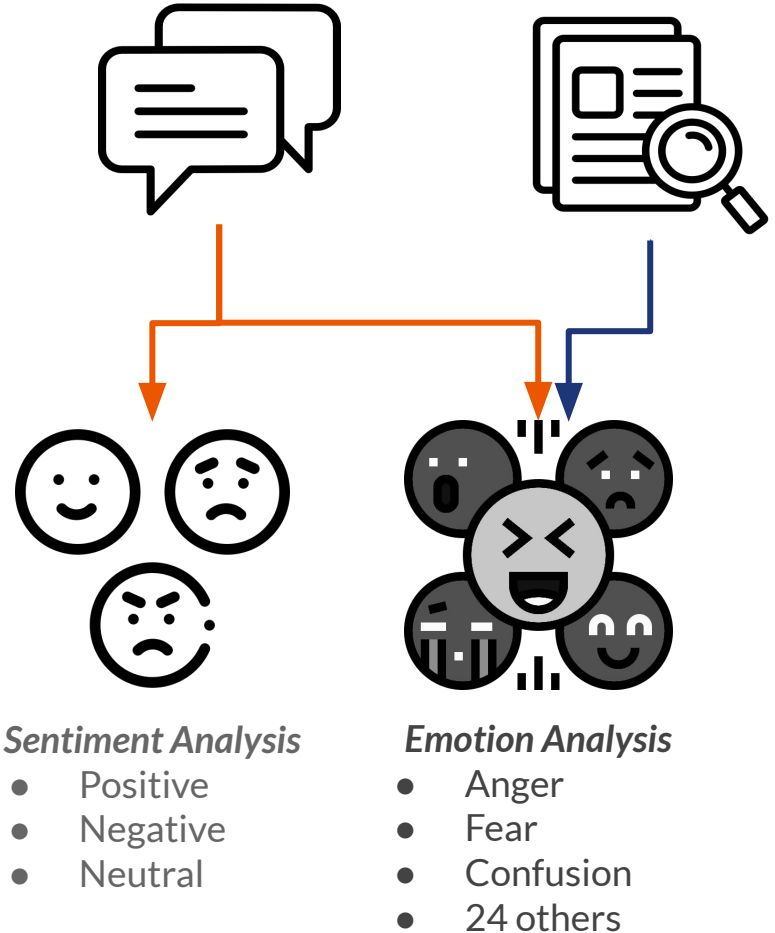 Sentiment Analysis
● Positive
● Negative
● Neutral
Emotion Analysis
● Anger
● Fear
● Confusion
● 24 others